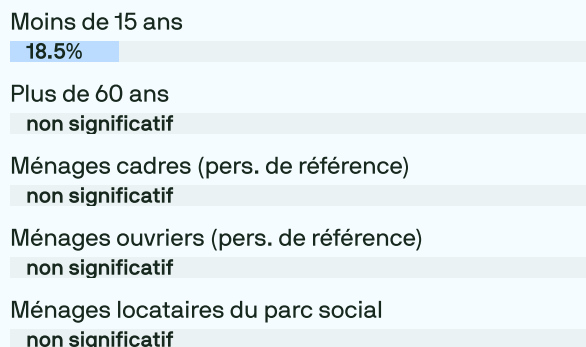 Moins de 15 ans
18.5%
Plus de 60 ans
non significatif
Ménages cadres (pers. de référence)
non significatif
Ménages ouvriers (pers. de référence)
non significatif
Ménages locataires du parc social
non significatif